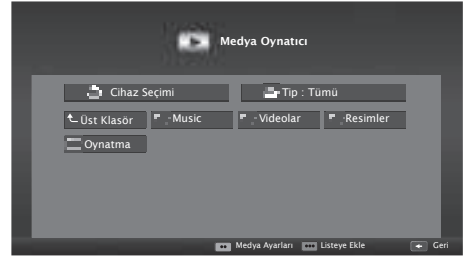 Medya Oynatıcı
Cihaz Seçimi Tip : Tümü
Üst Klasör -Music -Videolar -Resimler
Oynatma
Medya Ayarları Listeye Ekle Geri